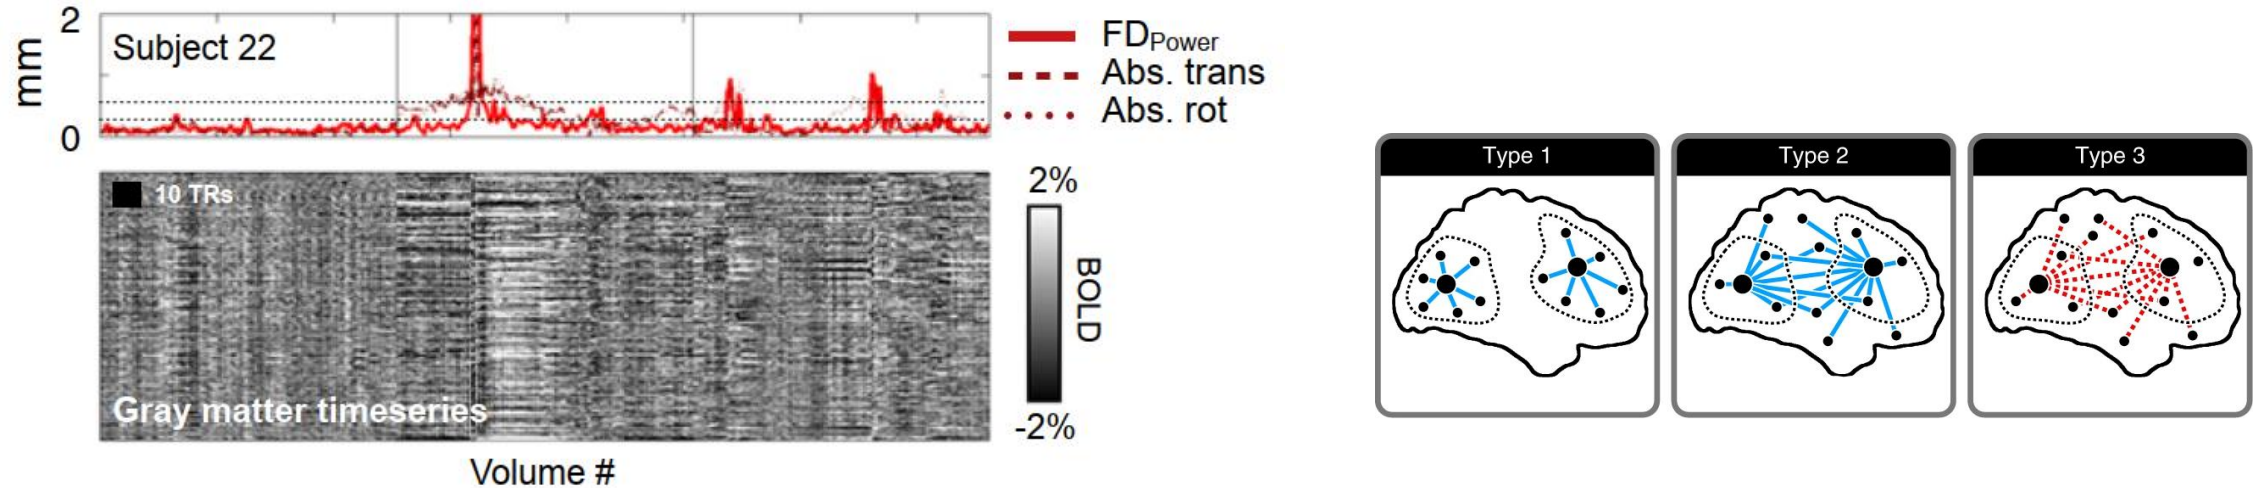 2
mm
0
Subject 22
FDPower
Abs. trans
Abs. rot
10 TRs
Gray matter timeseries
Volume #
2%
BOLD
-2%
Type 1
Type 2
Type 3